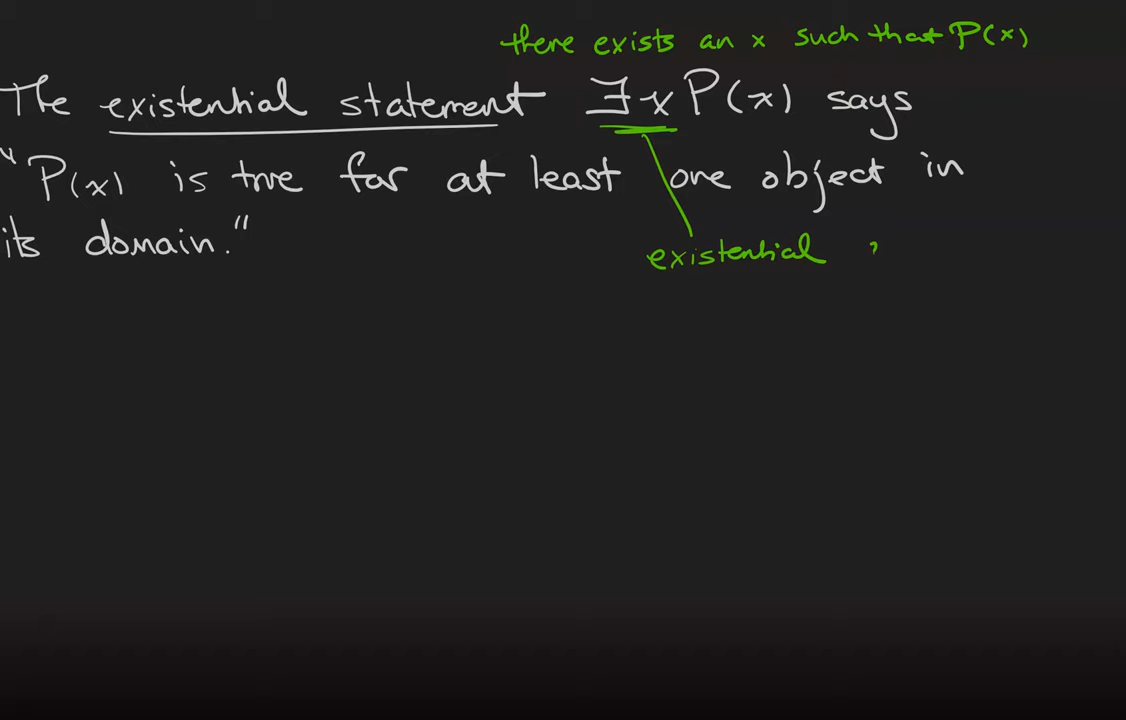 there exists an x such that P(x)
The existential statement ∃x P(x) says
"P(x) is true for at least one object in
its domain."
existential